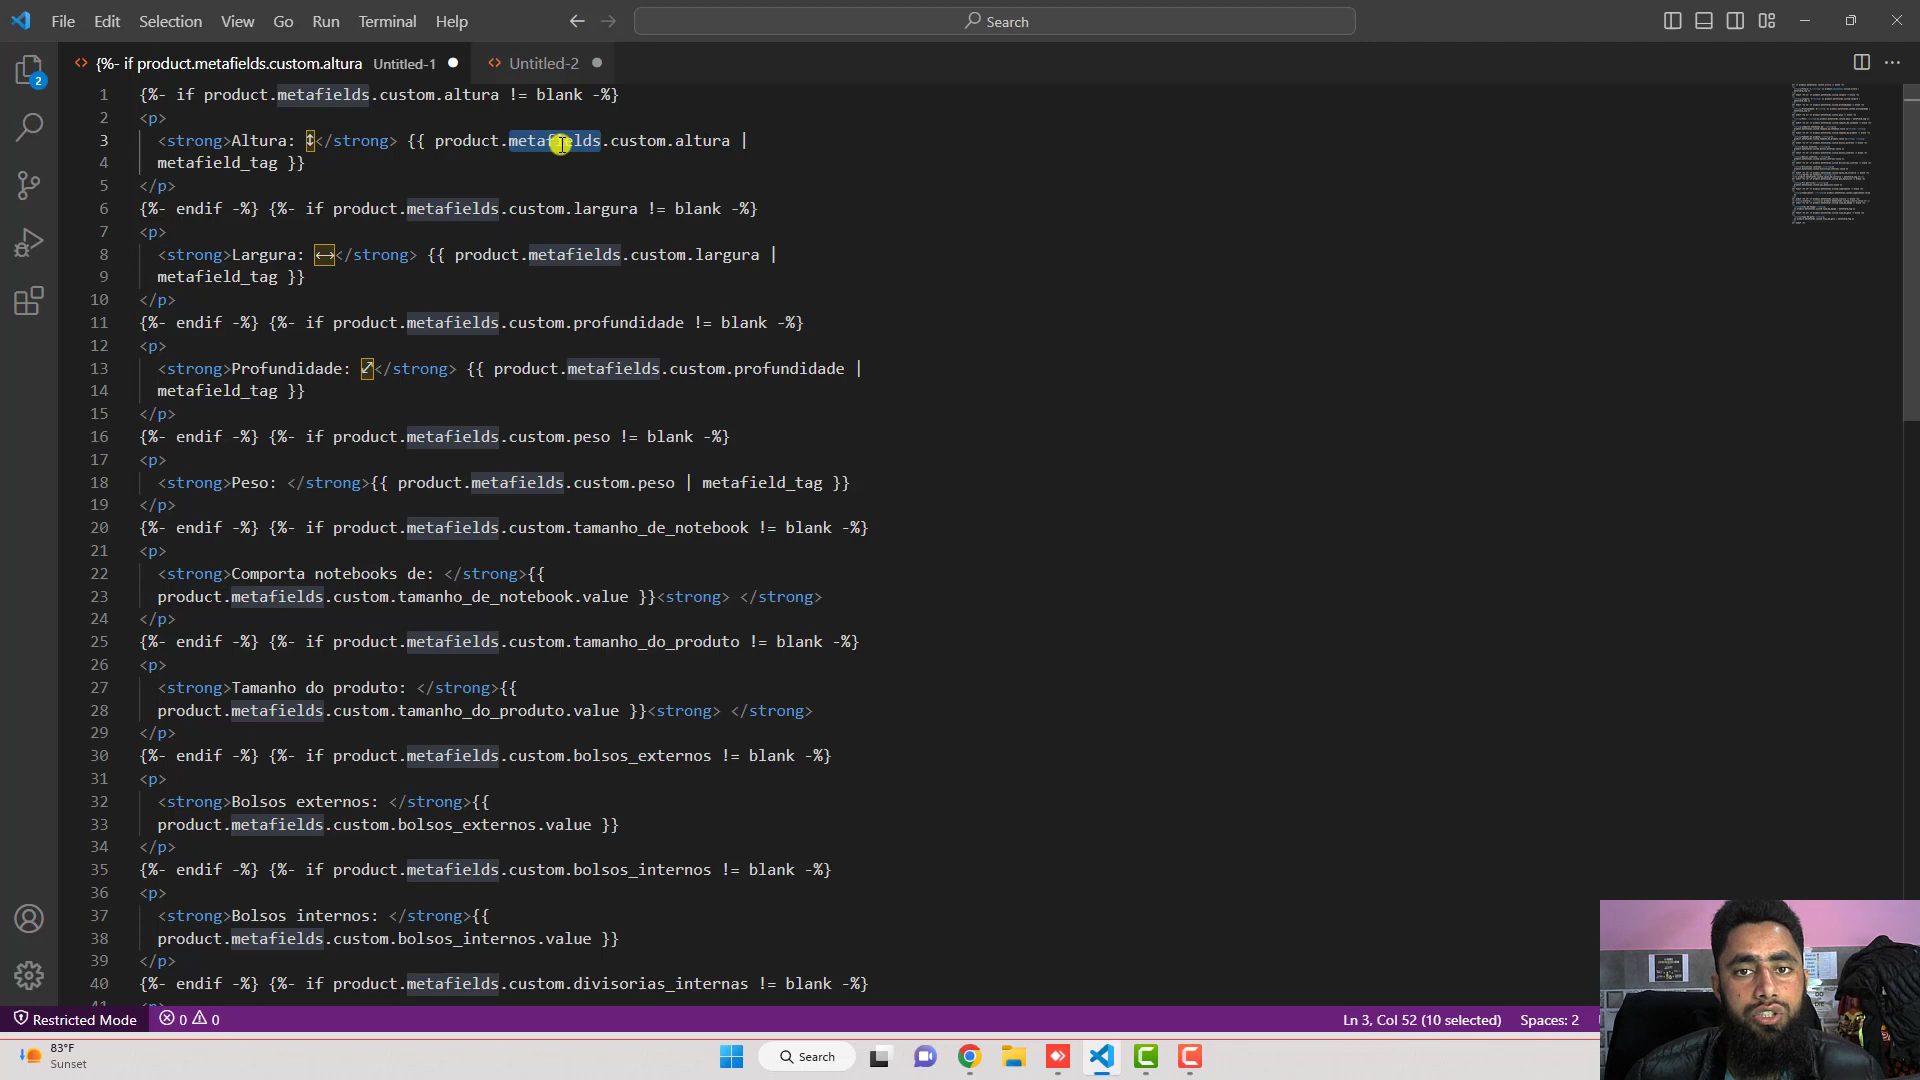 File Edit Selection View Go Run Terminal Help
Search
{%- if product.metafields.custom.altura Untitled-1
Untitled-2
2
1 {%- if product.metafields.custom.altura != blank -%}
2 <p>
3 <strong>Altura: ↕</strong> {{ product.metafields.custom.altura |
4 metafield_tag }}
5 </p>
6 {%- endif -%} {%- if product.metafields.custom.largura != blank -%}
7 <p>
8 <strong>Largura: ↔</strong> {{ product.metafields.custom.largura |
9 metafield_tag }}
10 </p>
11 {%- endif -%} {%- if product.metafields.custom.profundidade != blank -%}
12 <p>
13 <strong>Profundidade: ⤢</strong> {{ product.metafields.custom.profundidade |
14 metafield_tag }}
15 </p>
16 {%- endif -%} {%- if product.metafields.custom.peso != blank -%}
17 <p>
18 <strong>Peso: </strong>{{ product.metafields.custom.peso | metafield_tag }}
19 </p>
20 {%- endif -%} {%- if product.metafields.custom.tamanho_de_notebook != blank -%}
21 <p>
22 <strong>Comporta notebooks de: </strong>{{
23 product.metafields.custom.tamanho_de_notebook.value }}<strong> </strong>
24 </p>
25 {%- endif -%} {%- if product.metafields.custom.tamanho_do_produto != blank -%}
26 <p>
27 <strong>Tamanho do produto: </strong>{{
28 product.metafields.custom.tamanho_do_produto.value }}<strong> </strong>
29 </p>
30 {%- endif -%} {%- if product.metafields.custom.bolsos_externos != blank -%}
31 <p>
32 <strong>Bolsos externos: </strong>{{
33 product.metafields.custom.bolsos_externos.value }}
34 </p>
35 {%- endif -%} {%- if product.metafields.custom.bolsos_internos != blank -%}
36 <p>
37 <strong>Bolsos internos: </strong>{{
38 product.metafields.custom.bolsos_internos.value }}
39 </p>
40 {%- endif -%} {%- if product.metafields.custom.divisorias_internas != blank -%}
41 <p>
Restricted Mode 0 0
Ln 3, Col 52 (10 selected) Spaces: 2
83°F
Sunset
Search